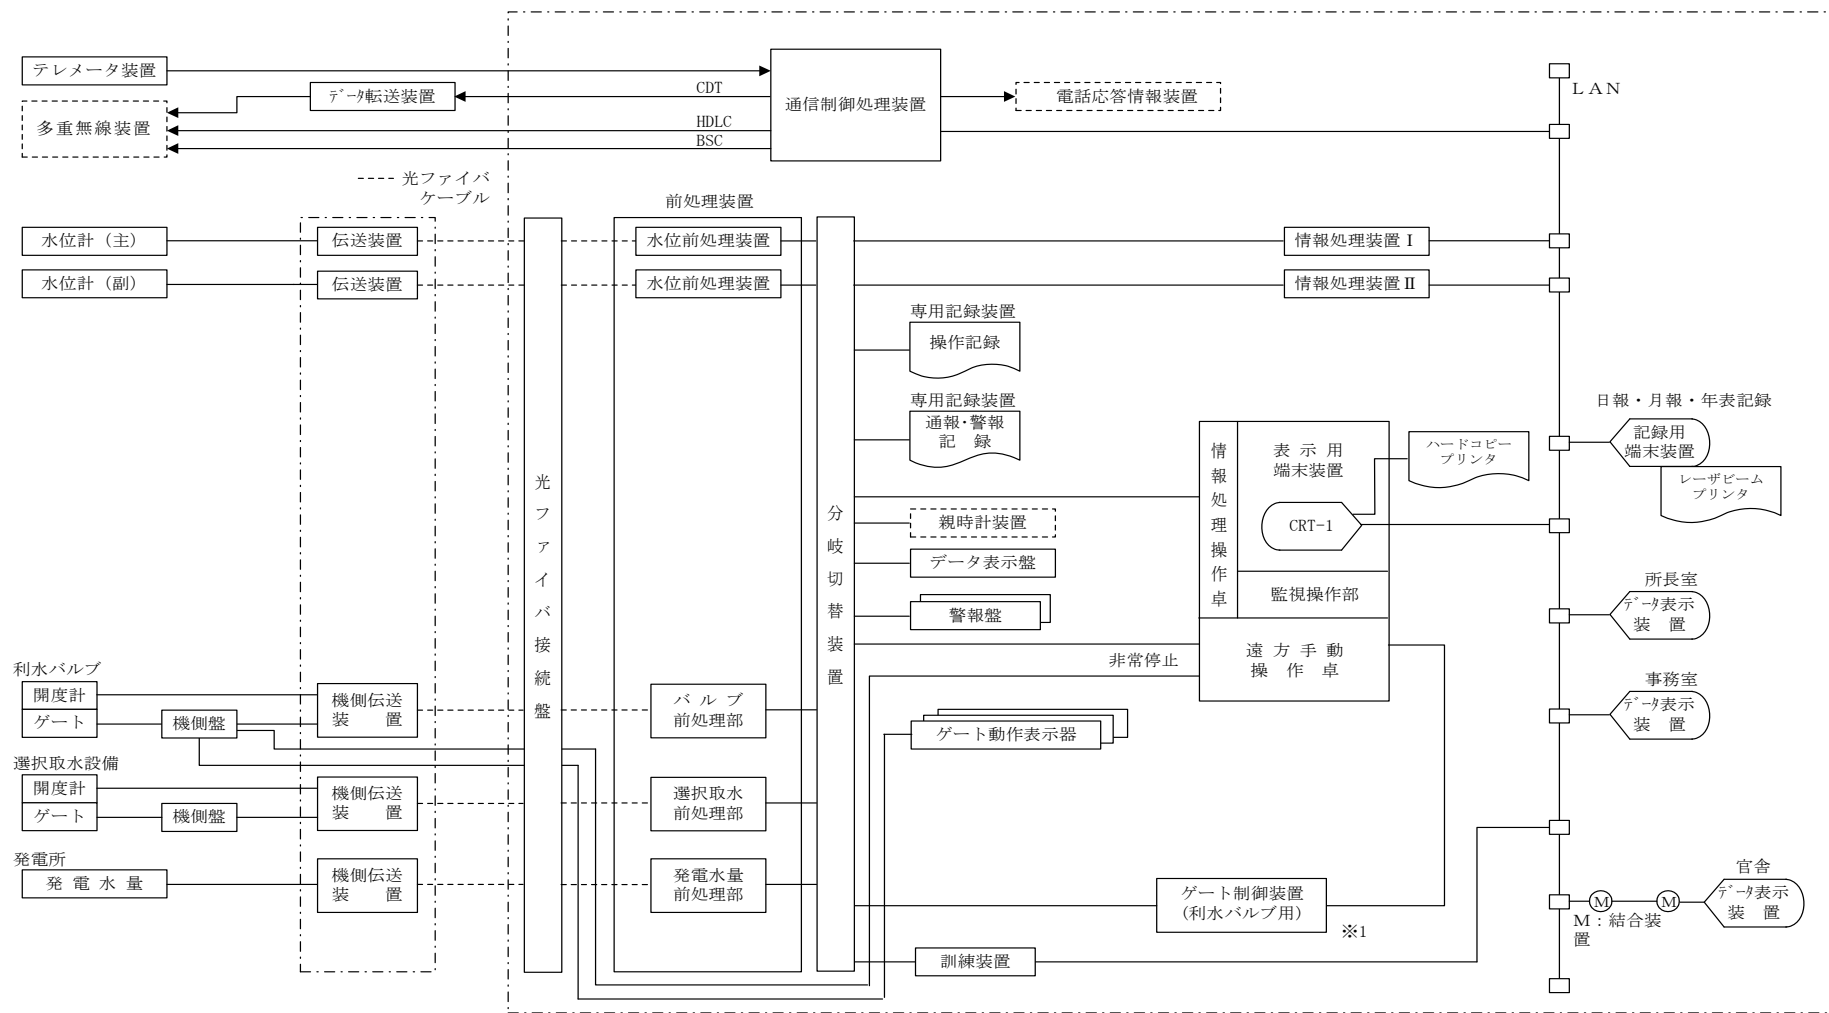 テレメータ装置
データ転送装置
多重無線装置
CDT
HDLC
BSC
通信制御処理装置
電話応答情報装置
LAN
---- 光ファイバ
ケーブル
前処理装置
水位計（主）
伝送装置
水位前処理装置
情報処理装置Ⅰ
水位計（副）
伝送装置
水位前処理装置
情報処理装置Ⅱ
専用記録装置
操作記録
専用記録装置
通報・警報
記　録
光ファイバ接続盤
分岐切替装置
親時計装置
データ表示盤
警報盤
情報処理操作卓
表示用
端末装置
CRT-1
監視操作部
遠方手動
操作卓
非常停止
ハードコピー
プリンタ
日報・月報・年表記録
記録用
端末装置
レーザビーム
プリンタ
所長室
データ表示
装　置
事務室
データ表示
装　置
利水バルブ
開度計
ゲート
機側盤
機側伝送
装　　置
バルブ
前処理部
ゲート動作表示器
選択取水設備
開度計
ゲート
機側盤
機側伝送
装　　置
選択取水
前処理部
発電所
発電水量
機側伝送
装　　置
発電水量
前処理部
ゲート制御装置
(利水バルブ用)
※1
訓練装置
官舎
データ表示
装　置
M
M
M：結合装
置